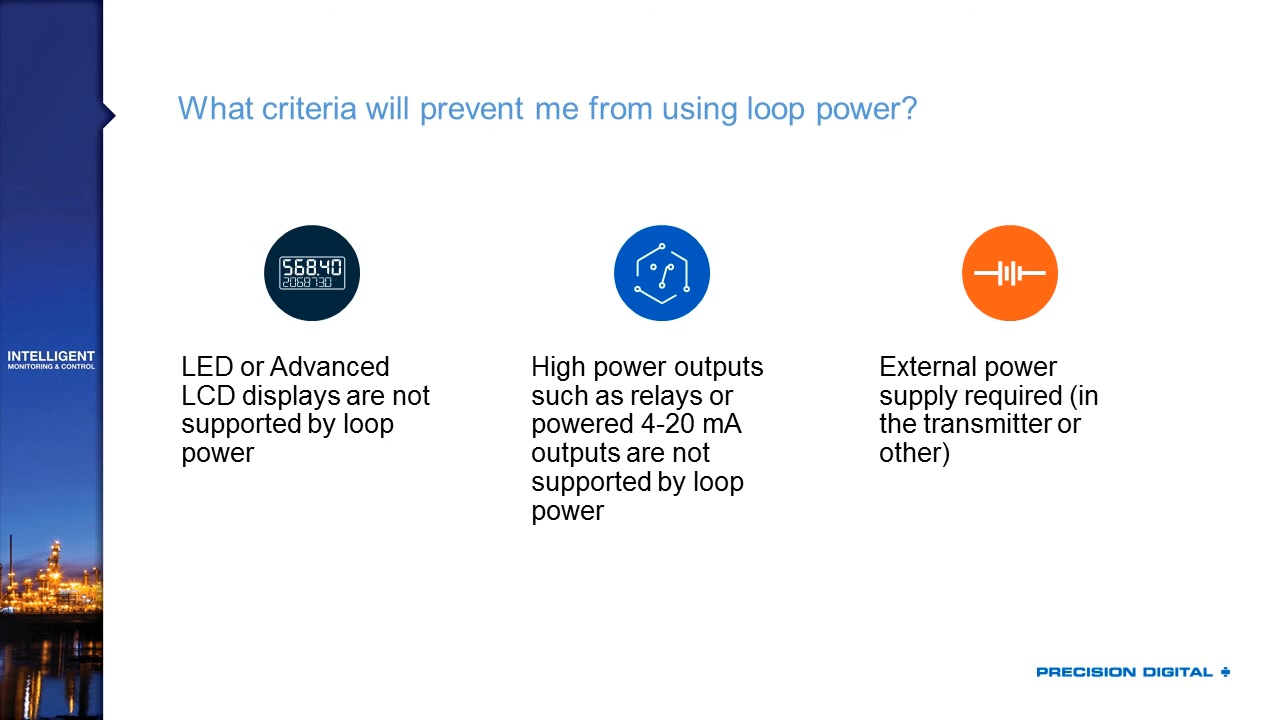 What criteria will prevent me from using loop power?
568.40
2068730
LED or Advanced
LCD displays are not
supported by loop
power
High power outputs
such as relays or
powered 4-20 mA
outputs are not
supported by loop
power
External power
supply required (in
the transmitter or
other)
INTELLIGENT
MONITORING & CONTROL
PRECISION DIGITAL